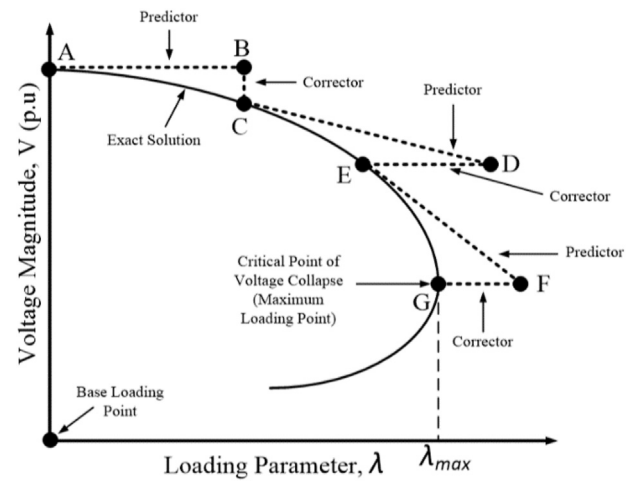 Predictor
A
B
Corrector
C
Exact Solution
Predictor
E
D
Corrector
Predictor
Critical Point of
Voltage Collapse
(Maximum
Loading Point)
G
F
Corrector
Base Loading
Point
Voltage Magnitude, V (p.u)
Loading Parameter, λ
λmax